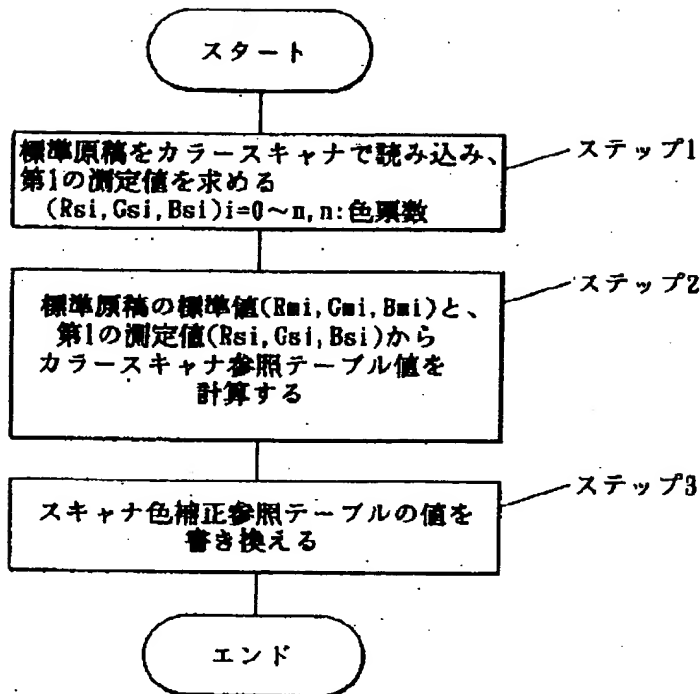 スタート
標準原稿をカラースキャナで読み込み、
ステップ1
第1の測定値を求める
(Rsi,Gsi,Bsi)i=0～n,n:色票数
ステップ2
標準原稿の標準値(Rmi,Gmi,Bmi)と、
第1の測定値(Rsi,Gsi,Bsi)から
カラースキャナ参照テーブル値を
計算する
ステップ3
スキャナ色補正参照テーブルの値を
書き換える
エンド